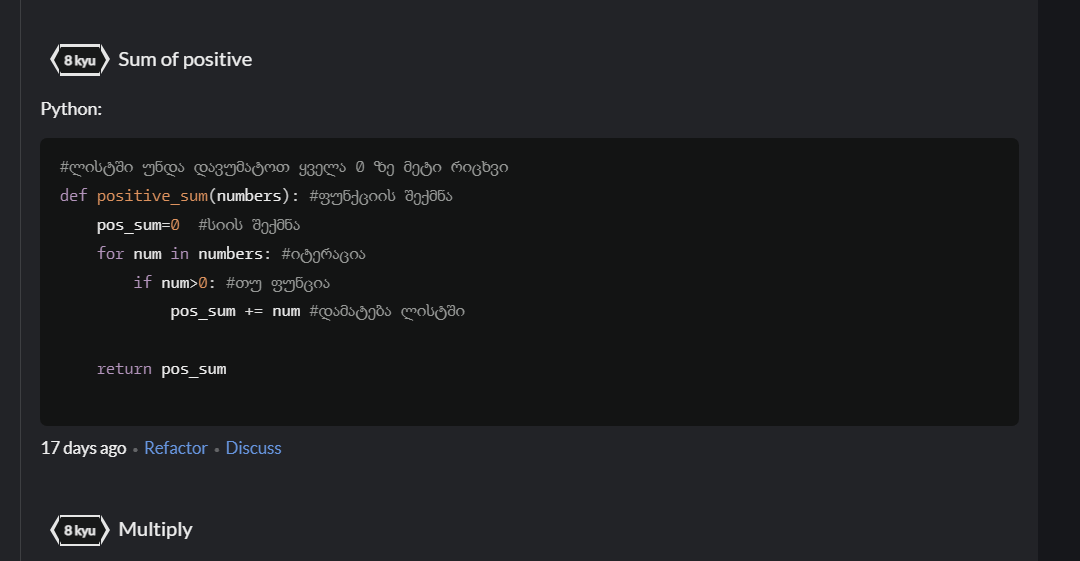 8 kyu Sum of positive
Python:
#ლისტში უნდა დავუმატოთ ყველა 0 ზე მეტი რიცხვი
def positive_sum(numbers): #ფუნქციის შექმნა
    pos_sum=0  #სიის შექმნა
    for num in numbers: #იტერაცია
        if num>0: #თუ ფუნცია
            pos_sum += num #დამატება ლისტში
    return pos_sum
17 days ago • Refactor • Discuss
8 kyu Multiply